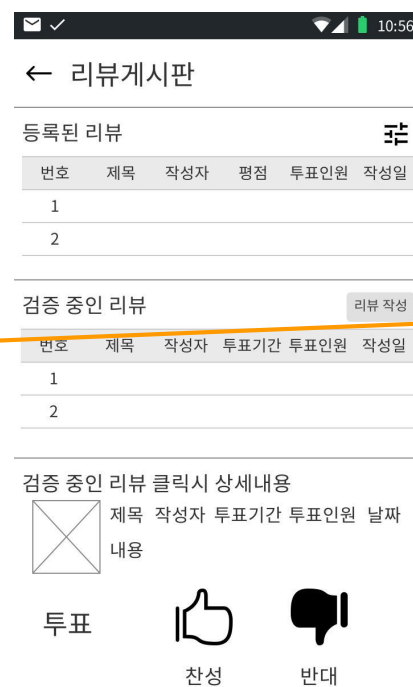 10:56
리뷰게시판
등록된 리뷰
번호 제목 작성자 평점 투표인원 작성일
1
2
검증 중인 리뷰 리뷰 작성
번호 제목 작성자 투표기간 투표인원 작성일
1
2
검증 중인 리뷰 클릭시 상세내용
제목 작성자 투표기간 투표인원 날짜
내용
투표
찬성 반대